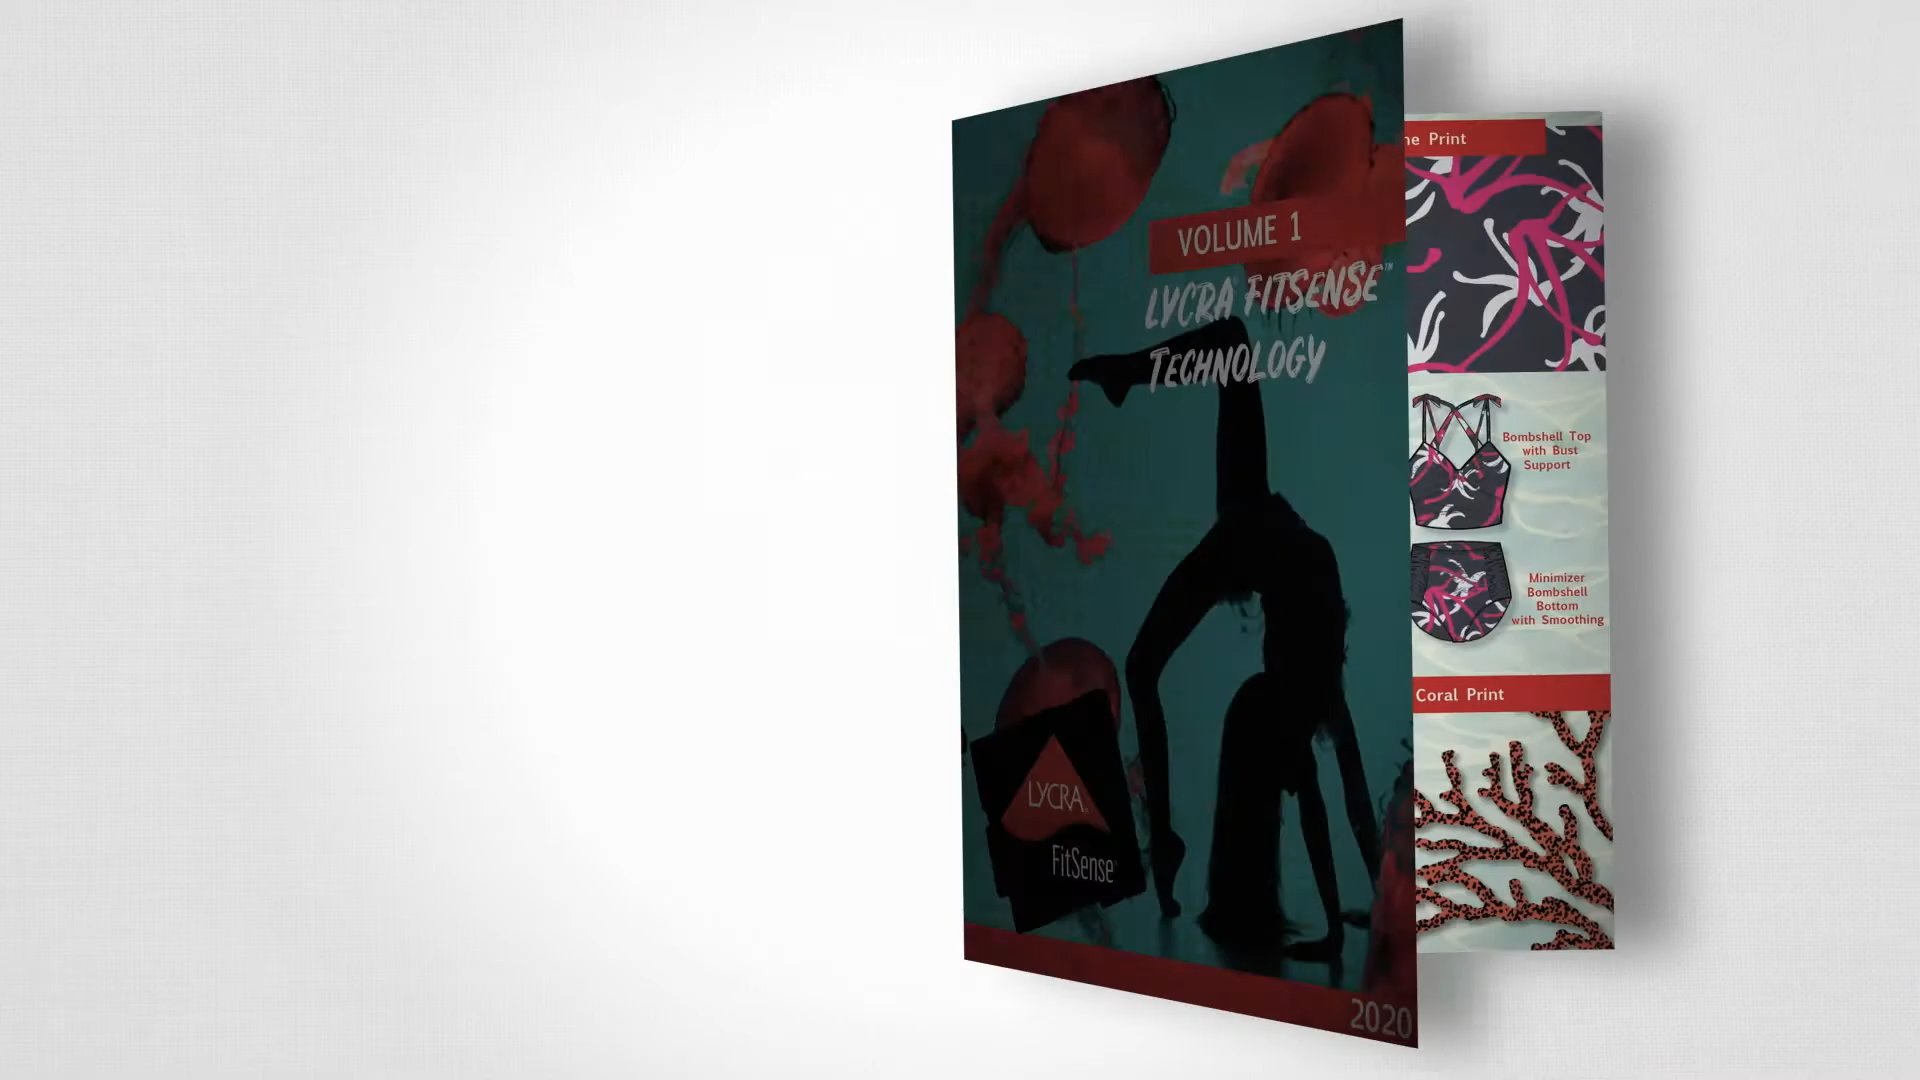 VOLUME 1
LYCRA® FITSENSE™
TECHNOLOGY
LYCRA®
FitSense
2020
Print
Bombshell Top
with Bust
Support
Minimizer
Bombshell
Bottom
with Smoothing
Coral Print